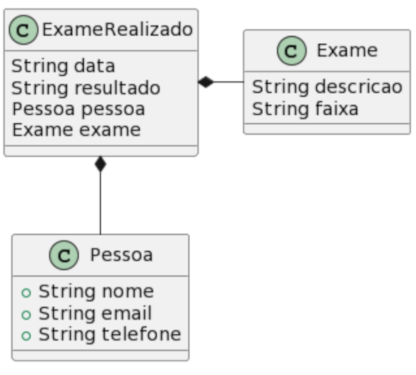 C ExameRealizado
String data
String resultado
Pessoa pessoa
Exame exame
C Exame
String descricao
String faixa
C Pessoa
String nome
String email
String telefone